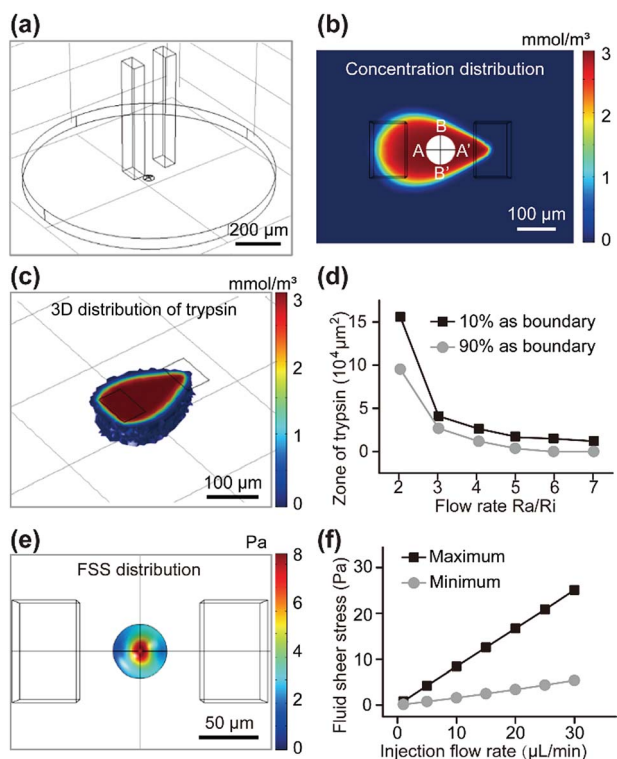 (a)
200 μm
(b)
mmol/m³
Concentration distribution
B
A
A'
B'
3
2
1
0
100 μm
(c)
mmol/m³
3D distribution of trypsin
3
2
1
0
100 μm
(d)
Zone of trypsin (10⁴μm²)
15
10
5
0
10% as boundary
90% as boundary
2 3 4 5 6 7
Flow rate Ra/Ri
(e)
Pa
FSS distribution
8
6
4
2
0
50 μm
(f)
Fluid sheer stress (Pa)
30
20
10
0
Maximum
Minimum
0 10 20 30
Injection flow rate (μL/min)